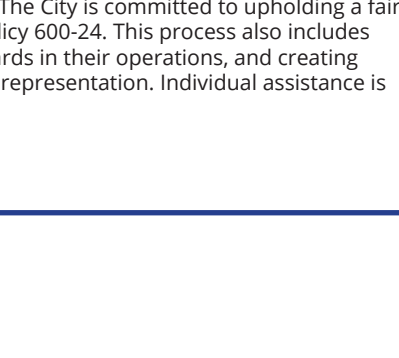 The City is committed to upholding a fair
licy 600-24. This process also includes
rds in their operations, and creating
representation. Individual assistance is